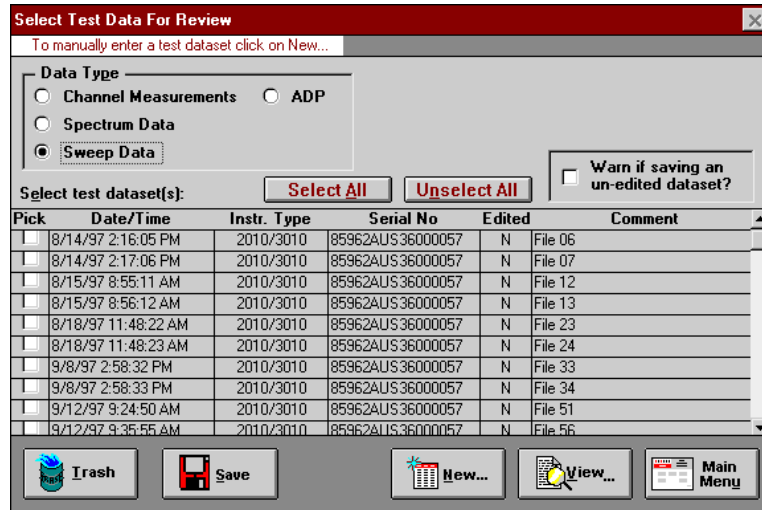 Select Test Data For Review
To manually enter a test dataset click on New...
Data Type
Channel Measurements ADP
Spectrum Data
Sweep Data
Warn if saving an
un-edited dataset?
Select test dataset(s): Select All Unselect All
Pick Date/Time Instr. Type Serial No Edited Comment
8/14/97 2:16:05 PM 2010/3010 85962AUS36000057 N File 06
8/14/97 2:17:06 PM 2010/3010 85962AUS36000057 N File 07
8/15/97 8:55:11 AM 2010/3010 85962AUS36000057 N File 12
8/15/97 8:56:12 AM 2010/3010 85962AUS36000057 N File 13
8/18/97 11:48:22 AM 2010/3010 85962AUS36000057 N File 23
8/18/97 11:48:23 AM 2010/3010 85962AUS36000057 N File 24
9/8/97 2:58:32 PM 2010/3010 85962AUS36000057 N File 33
9/8/97 2:58:33 PM 2010/3010 85962AUS36000057 N File 34
9/12/97 9:24:50 AM 2010/3010 85962AUS36000057 N File 51
9/12/97 9:35:55 AM 2010/3010 85962AUS36000057 N File 56
Trash Save New... View... Main
Menu